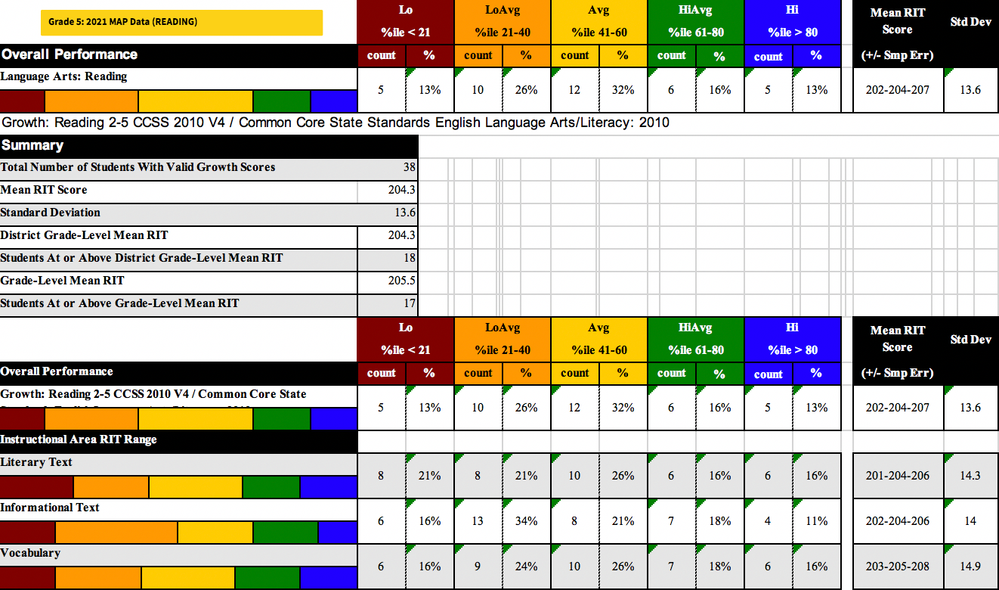 Grade 5: 2021 MAP Data (READING)
Lo LoAvg Avg HiAvg Hi Mean RIT Score Std Dev
%ile < 21 %ile 21-40 %ile 41-60 %ile 61-80 %ile > 80
Overall Performance count % count % count % count % count % (+/- Smp Err)
Language Arts: Reading
5 13% 10 26% 12 32% 6 16% 5 13% 202-204-207 13.6
Growth: Reading 2-5 CCSS 2010 V4 / Common Core State Standards English Language Arts/Literacy: 2010
Summary
Total Number of Students With Valid Growth Scores 38
Mean RIT Score 204.3
Standard Deviation 13.6
District Grade-Level Mean RIT 204.3
Students At or Above District Grade-Level Mean RIT 18
Grade-Level Mean RIT 205.5
Students At or Above Grade-Level Mean RIT 17
Lo LoAvg Avg HiAvg Hi Mean RIT Score Std Dev
%ile < 21 %ile 21-40 %ile 41-60 %ile 61-80 %ile > 80
Overall Performance count % count % count % count % count % (+/- Smp Err)
Growth: Reading 2-5 CCSS 2010 V4 / Common Core State
5 13% 10 26% 12 32% 6 16% 5 13% 202-204-207 13.6
Instructional Area RIT Range
Literary Text
8 21% 8 21% 10 26% 6 16% 6 16% 201-204-206 14.3
Informational Text
6 16% 13 34% 8 21% 7 18% 4 11% 202-204-206 14
Vocabulary
6 16% 9 24% 10 26% 7 18% 6 16% 203-205-208 14.9